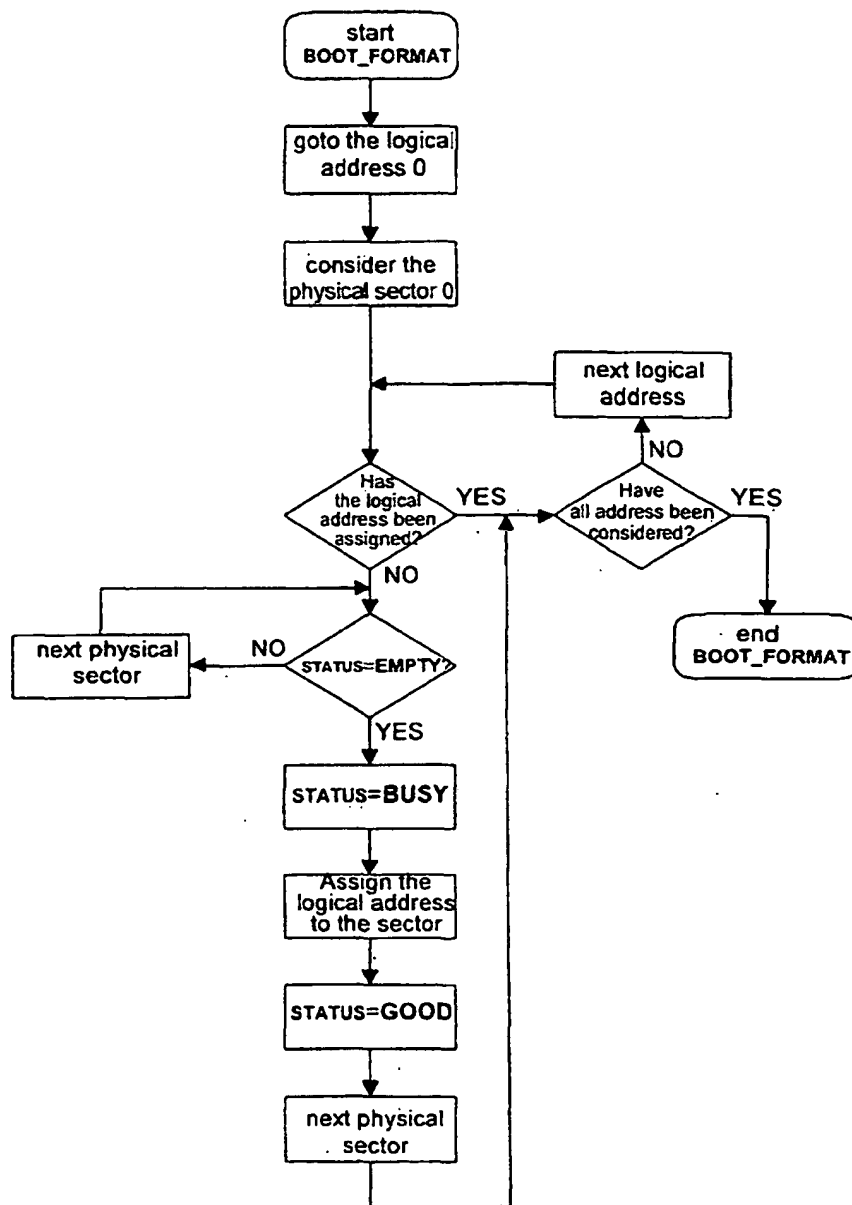 start
BOOT_FORMAT
goto the logical
address 0
consider the
physical sector 0
next logical
address
NO
Has
the logical
address been
assigned?
YES
Have
all address been
considered?
YES
NO
end
BOOT_FORMAT
next physical
sector
NO
STATUS=EMPTY?
YES
STATUS=BUSY
Assign the
logical address
to the sector
STATUS=GOOD
next physical
sector